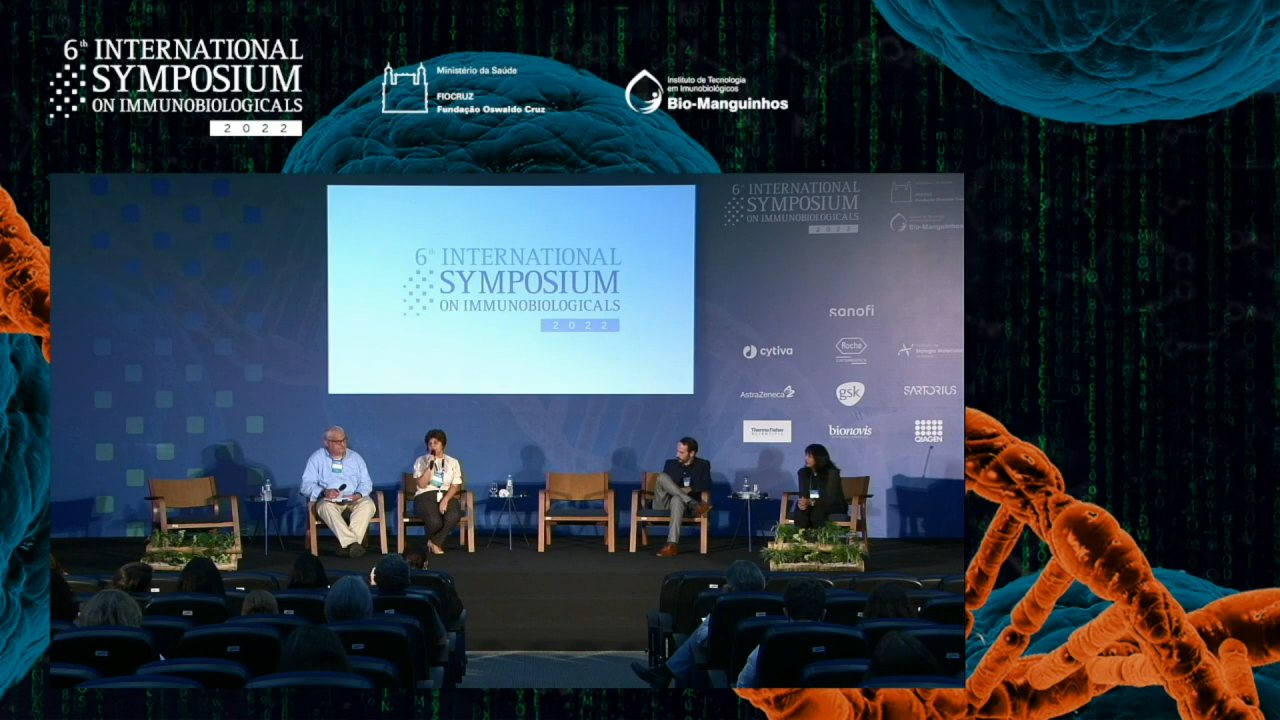 6th INTERNATIONAL
SYMPOSIUM
ON IMMUNOBIOLOGICALS
2022
Ministério da Saúde
FIOCRUZ
Fundação Oswaldo Cruz
Instituto de Tecnologia
em Imunobiológicos
Bio-Manguinhos
6th INTERNATIONAL
SYMPOSIUM
ON IMMUNOBIOLOGICALS
2022
6th INTERNATIONAL
SYMPOSIUM
ON IMMUNOBIOLOGICALS
2022
Bio-Manguinhos
sanofi
cytiva
Roche
AstraZeneca
gsk
SARTORIUS
ThermoFisher
SCIENTIFIC
bionovis
QIAGEN